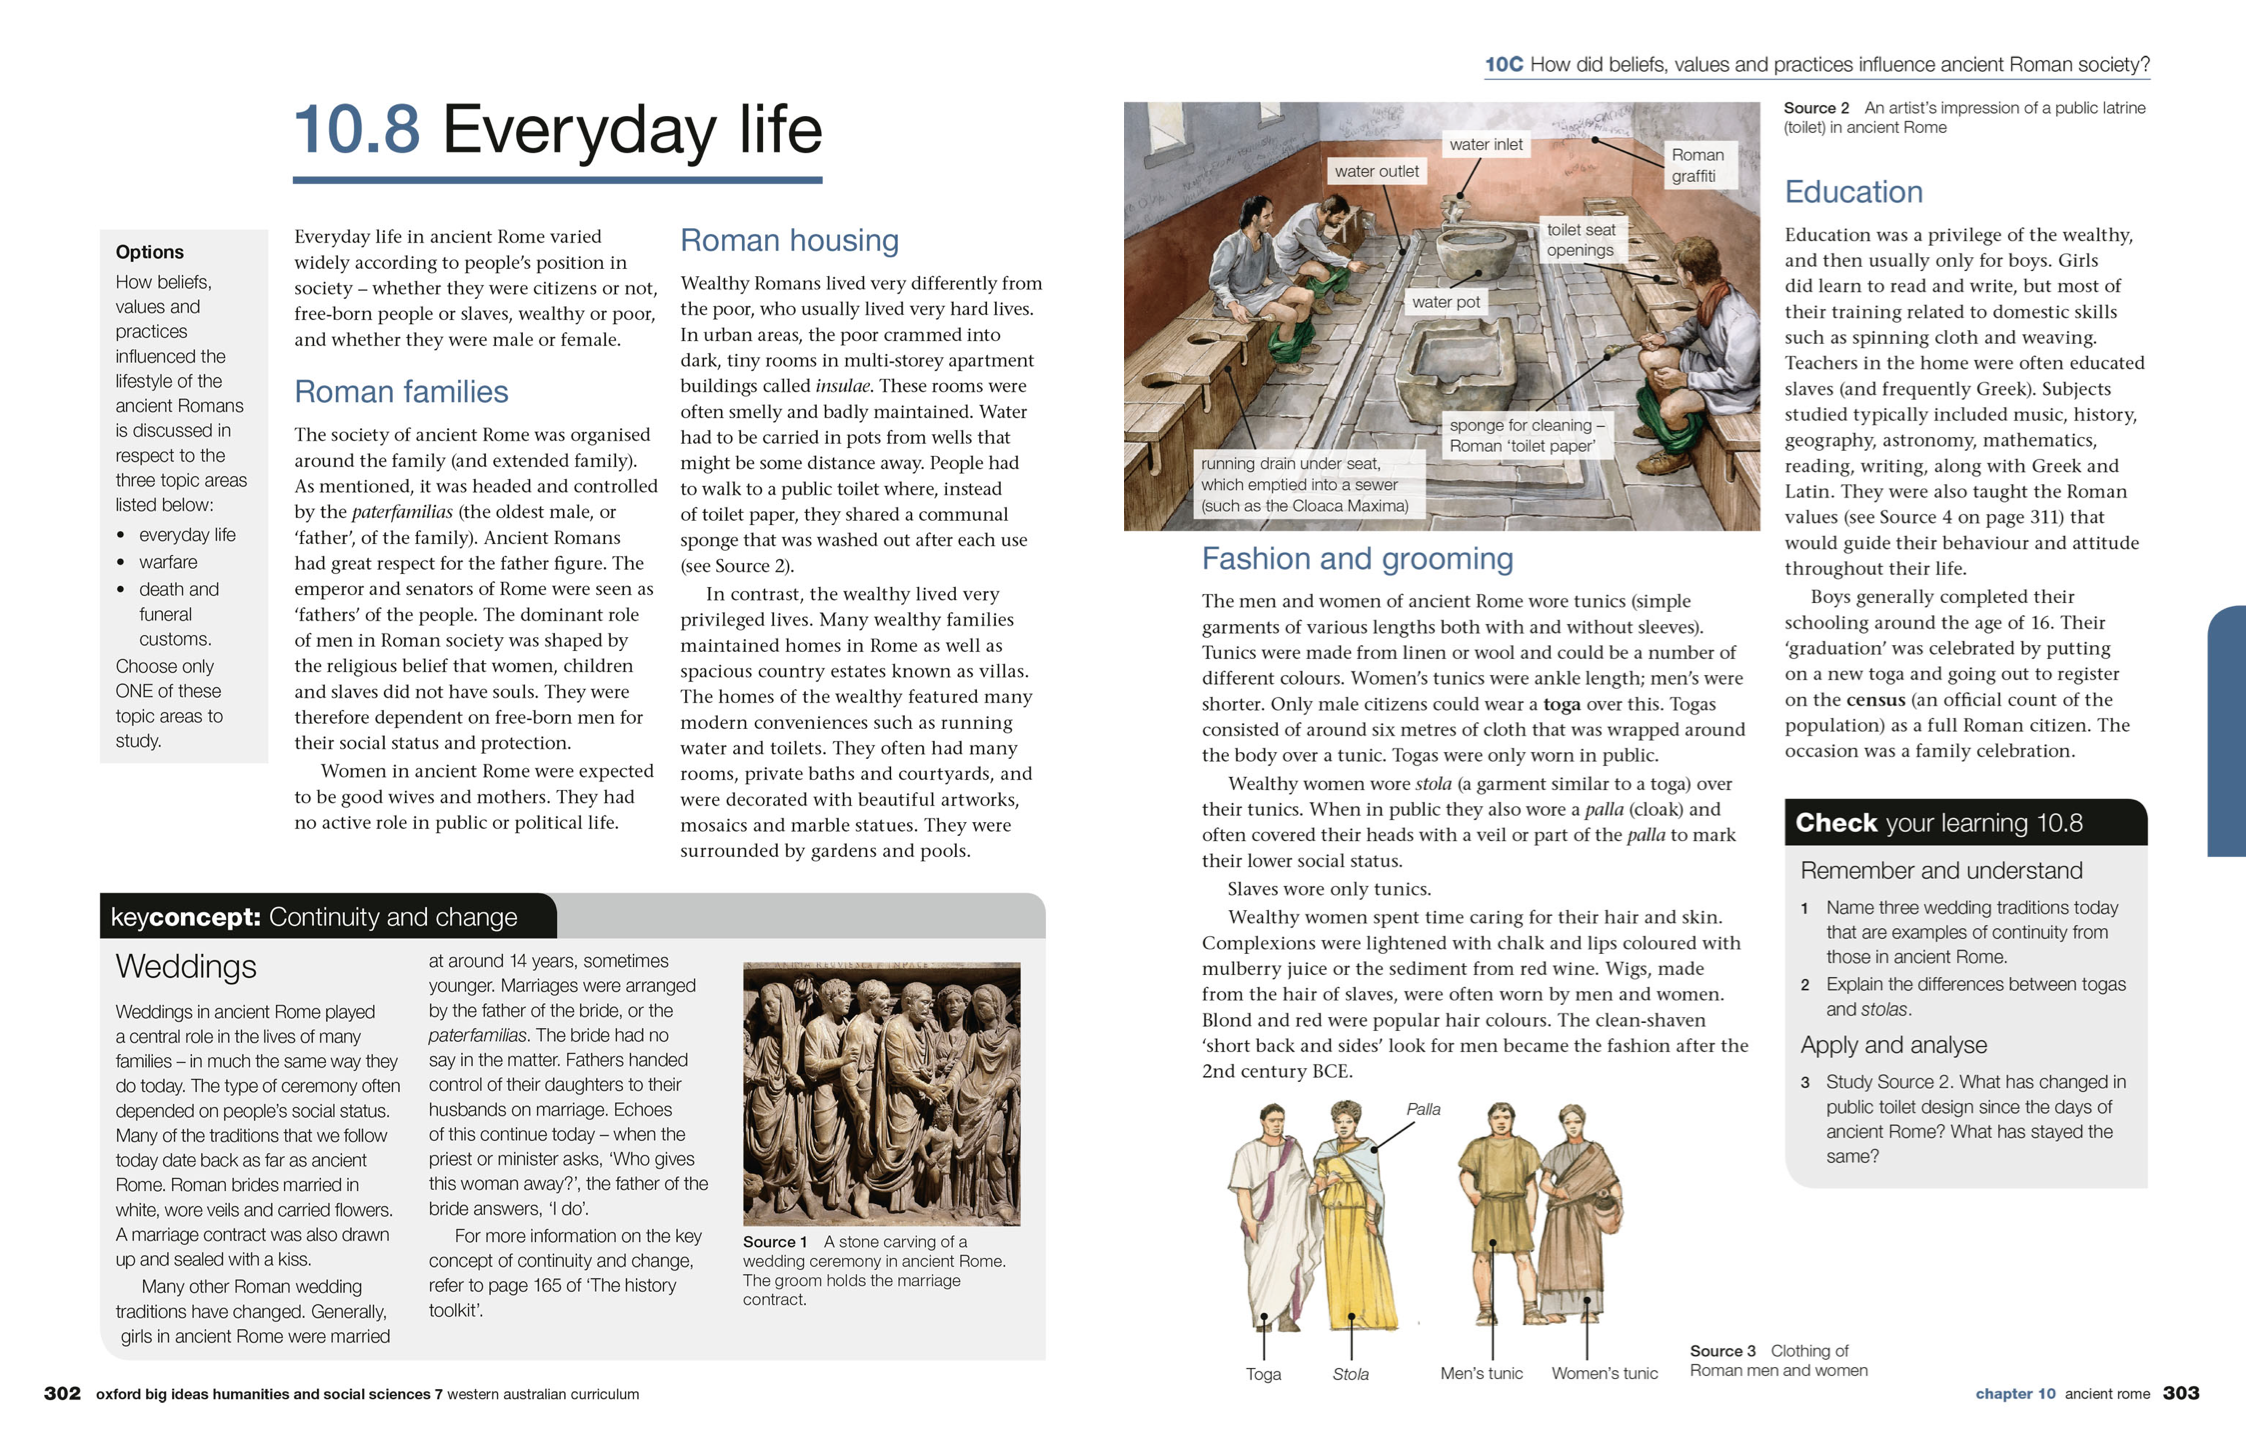 10.8 Everyday life
Options
How beliefs,
values and
practices
influenced the
lifestyle of the
ancient Romans
is discussed in
respect to the
three topic areas
listed below:
• everyday life
• warfare
• death and
funeral
customs.
Choose only
ONE of these
topic areas to
study.
Everyday life in ancient Rome varied
widely according to people’s position in
society – whether they were citizens or not,
free-born people or slaves, wealthy or poor,
and whether they were male or female.
Roman families
The society of ancient Rome was organised
around the family (and extended family).
As mentioned, it was headed and controlled
by the paterfamilias (the oldest male, or
‘father’, of the family). Ancient Romans
had great respect for the father figure. The
emperor and senators of Rome were seen as
‘fathers’ of the people. The dominant role
of men in Roman society was shaped by
the religious belief that women, children
and slaves did not have souls. They were
therefore dependent on free-born men for
their social status and protection.
Women in ancient Rome were expected
to be good wives and mothers. They had
no active role in public or political life.
Roman housing
Wealthy Romans lived very differently from
the poor, who usually lived very hard lives.
In urban areas, the poor crammed into
dark, tiny rooms in multi-storey apartment
buildings called insulae. These rooms were
often smelly and badly maintained. Water
had to be carried in pots from wells that
might be some distance away. People had
to walk to a public toilet where, instead
of toilet paper, they shared a communal
sponge that was washed out after each use
(see Source 2).
In contrast, the wealthy lived very
privileged lives. Many wealthy families
maintained homes in Rome as well as
spacious country estates known as villas.
The homes of the wealthy featured many
modern conveniences such as running
water and toilets. They often had many
rooms, private baths and courtyards, and
were decorated with beautiful artworks,
mosaics and marble statues. They were
surrounded by gardens and pools.
keyconcept: Continuity and change
Weddings
Weddings in ancient Rome played
a central role in the lives of many
families – in much the same way they
do today. The type of ceremony often
depended on people’s social status.
Many of the traditions that we follow
today date back as far as ancient
Rome. Roman brides married in
white, wore veils and carried flowers.
A marriage contract was also drawn
up and sealed with a kiss.
Many other Roman wedding
traditions have changed. Generally,
girls in ancient Rome were married
at around 14 years, sometimes
younger. Marriages were arranged
by the father of the bride, or the
paterfamilias. The bride had no
say in the matter. Fathers handed
control of their daughters to their
husbands on marriage. Echoes
of this continue today – when the
priest or minister asks, ‘Who gives
this woman away?’, the father of the
bride answers, ‘I do’.
For more information on the key
concept of continuity and change,
refer to page 165 of ‘The history
toolkit’.
Source 1 A stone carving of a
wedding ceremony in ancient Rome.
The groom holds the marriage
contract.
302 oxford big ideas humanities and social sciences 7 western australian curriculum
10C How did beliefs, values and practices influence ancient Roman society?
water inlet
water outlet
Roman
graffiti
toilet seat
openings
water pot
sponge for cleaning –
Roman ‘toilet paper’
running drain under seat,
which emptied into a sewer
(such as the Cloaca Maxima)
Source 2 An artist’s impression of a public latrine
(toilet) in ancient Rome
Fashion and grooming
The men and women of ancient Rome wore tunics (simple
garments of various lengths both with and without sleeves).
Tunics were made from linen or wool and could be a number of
different colours. Women’s tunics were ankle length; men’s were
shorter. Only male citizens could wear a toga over this. Togas
consisted of around six metres of cloth that was wrapped around
the body over a tunic. Togas were only worn in public.
Wealthy women wore stola (a garment similar to a toga) over
their tunics. When in public they also wore a palla (cloak) and
often covered their heads with a veil or part of the palla to mark
their lower social status.
Slaves wore only tunics.
Wealthy women spent time caring for their hair and skin.
Complexions were lightened with chalk and lips coloured with
mulberry juice or the sediment from red wine. Wigs, made
from the hair of slaves, were often worn by men and women.
Blond and red were popular hair colours. The clean-shaven
‘short back and sides’ look for men became the fashion after the
2nd century BCE.
Palla
Toga
Stola
Men’s tunic
Women’s tunic
Source 3 Clothing of
Roman men and women
Education
Education was a privilege of the wealthy,
and then usually only for boys. Girls
did learn to read and write, but most of
their training related to domestic skills
such as spinning cloth and weaving.
Teachers in the home were often educated
slaves (and frequently Greek). Subjects
studied typically included music, history,
geography, astronomy, mathematics,
reading, writing, along with Greek and
Latin. They were also taught the Roman
values (see Source 4 on page 311) that
would guide their behaviour and attitude
throughout their life.
Boys generally completed their
schooling around the age of 16. Their
‘graduation’ was celebrated by putting
on a new toga and going out to register
on the census (an official count of the
population) as a full Roman citizen. The
occasion was a family celebration.
Check your learning 10.8
Remember and understand
1 Name three wedding traditions today
that are examples of continuity from
those in ancient Rome.
2 Explain the differences between togas
and stolas.
Apply and analyse
3 Study Source 2. What has changed in
public toilet design since the days of
ancient Rome? What has stayed the
same?
chapter 10 ancient rome 303